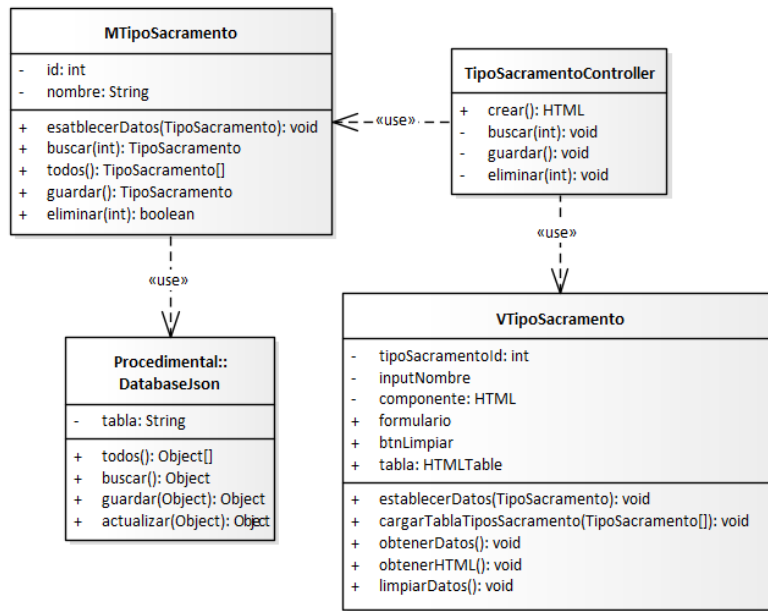 MTipoSacramento
- id: int
- nombre: String
+ esatblecerDatos(TipoSacramento): void
+ buscar(int): TipoSacramento
+ todos(): TipoSacramento[]
+ guardar(): TipoSacramento
+ eliminar(int): boolean
«use»
TipoSacramentoController
+ crear(): HTML
- buscar(int): void
- guardar(): void
- eliminar(int): void
«use»
«use»
Procedimental::
DatabaseJson
- tabla: String
+ todos(): Object[]
+ buscar(): Object
+ guardar(Object): Object
+ actualizar(Object): Object
VTipoSacramento
- tipoSacramentoId: int
- inputNombre
- componente: HTML
+ formulario
+ btnLimpiar
+ tabla: HTMLTable
+ establecerDatos(TipoSacramento): void
+ cargarTablaTiposSacramento(TipoSacramento[]): void
+ obtenerDatos(): void
+ obtenerHTML(): void
+ limpiarDatos(): void